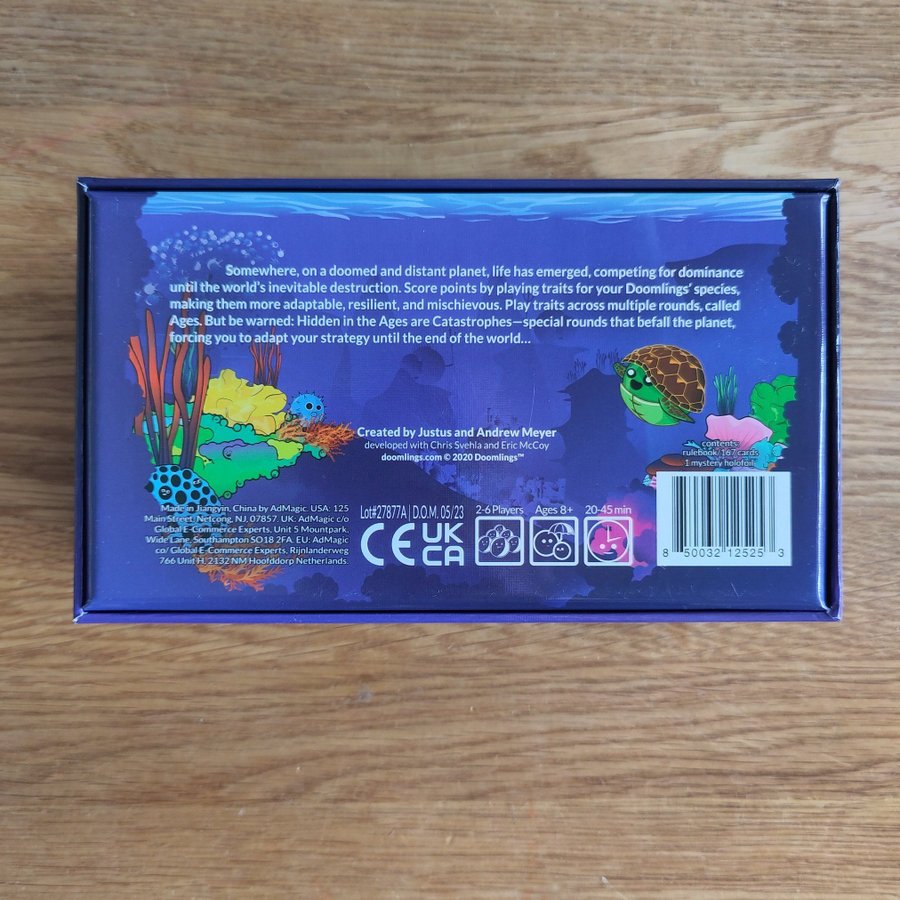 Somewhere, on a doomed and distant planet, life has emerged, competing for dominance
until the world's inevitable destruction. Score points by playing traits for your Doomlings' species,
making them more adaptable, resilient, and mischievous. Play traits across multiple rounds, called
Ages. But be warned: Hidden in the Ages are Catastrophes—special rounds that befall the planet,
forcing you to adapt your strategy until the end of the world...
Created by Justus and Andrew Meyer
developed with Chris Svehla and Eric McCoy
doomlings.com © 2020 Doomlings™
contents:
rulebook/167 cards
1 mystery holofoil
Made in Jiangyin, China by AdMagic. USA: 125
Main Street, Netcong, NJ, 07857. UK: AdMagic c/o
Global E-Commerce Experts, Unit 5 Mountpark,
Wide Lane, Southampton SO18 2FA. EU: AdMagic
co/ Global E-Commerce Experts, Rijnlanderweg
766 Unit H, 2132 NM Hoofddorp Netherlands.
Lot#27877A | D.O.M. 05/23
CE UK
CA
2-6 Players Ages 8+ 20-45 min
8 50032 12525 3